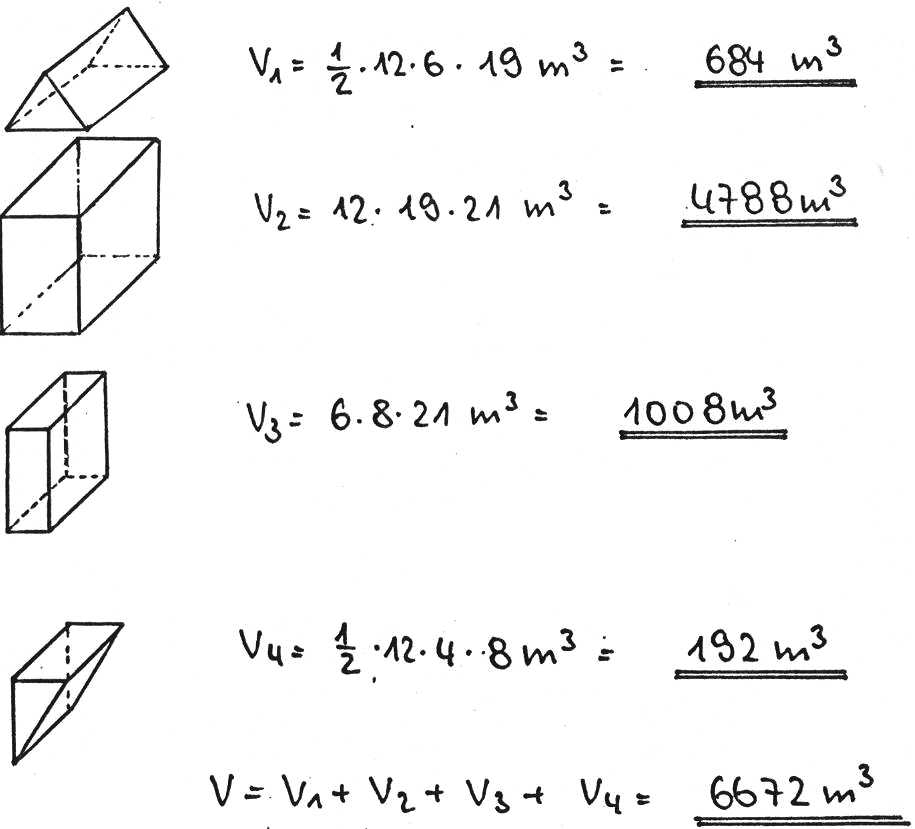 V₁ = 1/2 · 12 · 6 · 19 m³ = 684 m³
V₂ = 12 · 19 · 21 m³ = 4788 m³
V₃ = 6 · 8 · 21 m³ = 1008 m³
V₄ = 1/2 · 12 · 4 · 8 m³ = 192 m³
V = V₁ + V₂ + V₃ + V₄ = 6672 m³